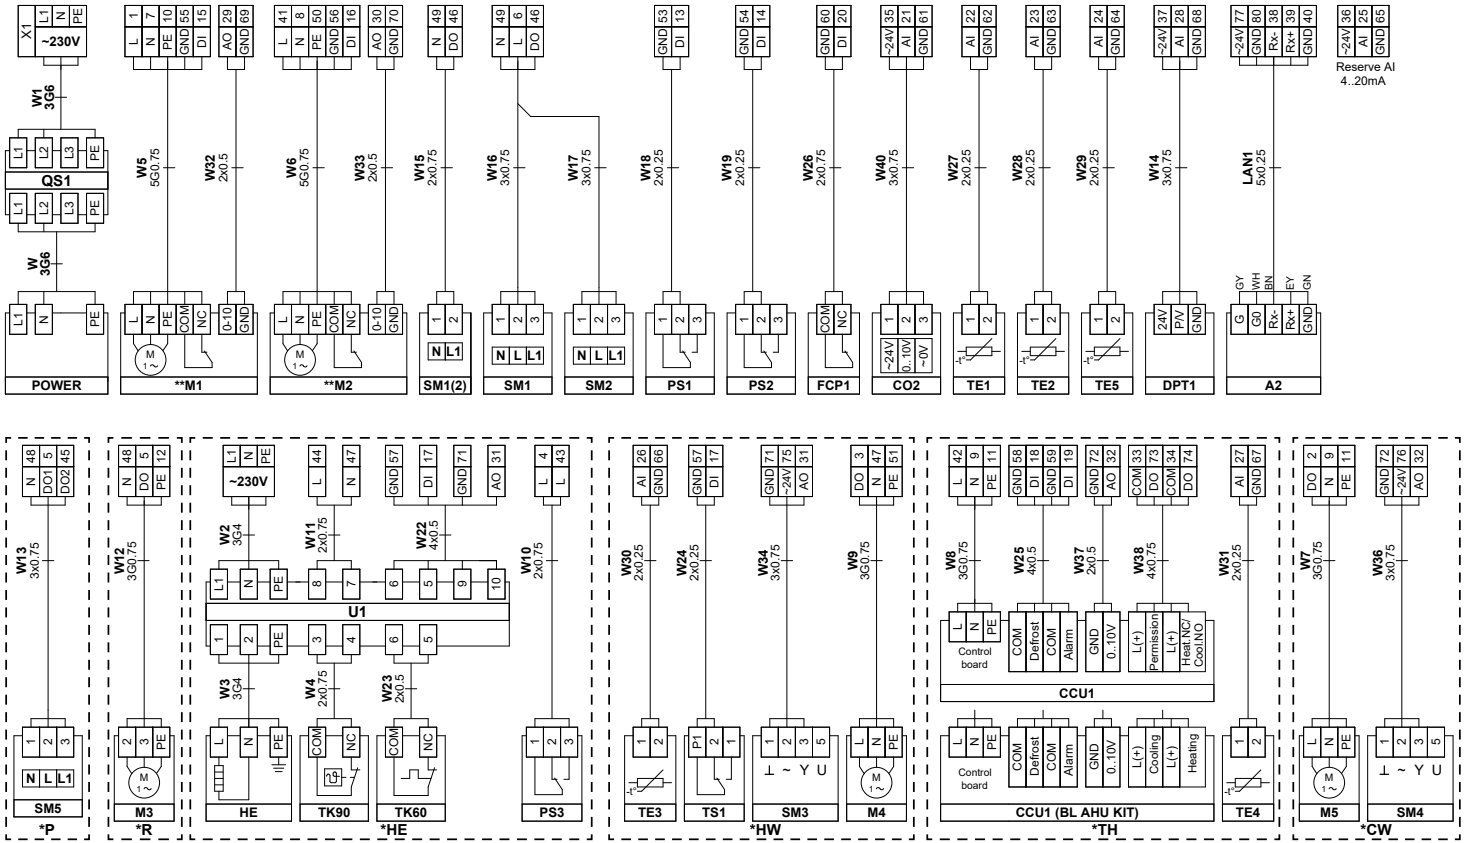 X1 L1 N PE
~230V
1 7 10 55 15
L N PE GND DI
29 69
AO GND
41 8 50 56 16
L N PE GND DI
30 70
AO GND
49 46
N DO
49 6 46
N L DO
53 13
GND DI
54 14
GND DI
60 20
GND DI
35 21 61
~24V AI GND
22 62
AI GND
23 63
AI GND
24 64
AI GND
37 28 68
~24V AI GND
77 80 38 39 40
~24V GND Rx- Rx+ GND
36 25 65
~24V AI GND
Reserve AI
4..20mA
W1 3G6
L1 L2 L3 PE
QS1
L1 L2 L3 PE
W 3G6
W5 5G0.75
W32 2x0.5
W6 5G0.75
W33 2x0.5
W15 2x0.75
W16 3x0.75
W17 3x0.75
W18 2x0.25
W19 2x0.25
W26 2x0.75
W40 3x0.75
W27 2x0.25
W28 2x0.25
W29 2x0.25
W14 3x0.75
LAN1 5x0.25
GY WH BN EY GN
L1 N PE
L N PE COM NC
0-10 GND
L N PE COM NC
0-10 GND
1 2
1 2 3
1 2 3
1 2 3
1 2 3
COM NC
1 2 3
1 2
1 2
1 2
24V P/V GND
G G0 Rx- Rx+ GND
M 1~
M 1~
N L1
N L L1
N L L1
~24V 0..10V ~0V
-t°
-t°
-t°
POWER
**M1
**M2
SM1(2)
SM1
SM2
PS1
PS2
FCP1
CO2
TE1
TE2
TE5
DPT1
A2
48 5 45
N DO1 DO2
48 5 12
N DO PE
L1 N PE
~230V
44 47
L N
57 17 71 31
GND DI GND AO
4 43
L L
26 66
AI GND
57 17
GND DI
71 75 31
GND ~24V AO
3 47 51
DO N PE
42 9 11
L N PE
58 18 59 19
GND DI GND DI
72 32
GND AO
33 73 34 74
COM DO COM DO
27 67
AI GND
2 9 11
DO N PE
72 76 32
GND ~24V AO
W13 3x0.75
W12 3G0.75
W2 3G4
W11 2x0.75
W22 4x0.5
W10 2x0.75
W30 2x0.25
W24 2x0.25
W34 3x0.75
W9 3G0.75
W8 3G0.75
W25 4x0.5
W37 2x0.5
W38 4x0.75
W31 2x0.25
W7 3G0.75
W36 3x0.75
L1 N PE 8 7 6 5 9 10
U1
1 2 PE 3 4 6 5
W3 3G4
W4 2x0.75
W23 2x0.5
L N PE
Control
board
COM Defrost COM Alarm
GND 0..10V
L(+) Permission L(+) Heat.NC/ Cool.NO
CCU1
1 2 3
2 3 PE
L N PE
COM NC
COM NC
1 2 3
1 2
P1 2 1
1 2 3 5
L N PE
L N PE
COM Defrost COM Alarm
GND 0..10V
L(+) Cooling L(+) Heating
1 2
L N PE
1 2 3 5
N L L1
M 1~
-t°
⊥ ~ Y U
M 1~
Control
board
-t°
M 1~
⊥ ~ Y U
SM5
M3
HE
TK90
TK60
PS3
TE3
TS1
SM3
M4
CCU1 (BL AHU KIT)
TE4
M5
SM4
*P
*R
*HE
*HW
*TH
*CW